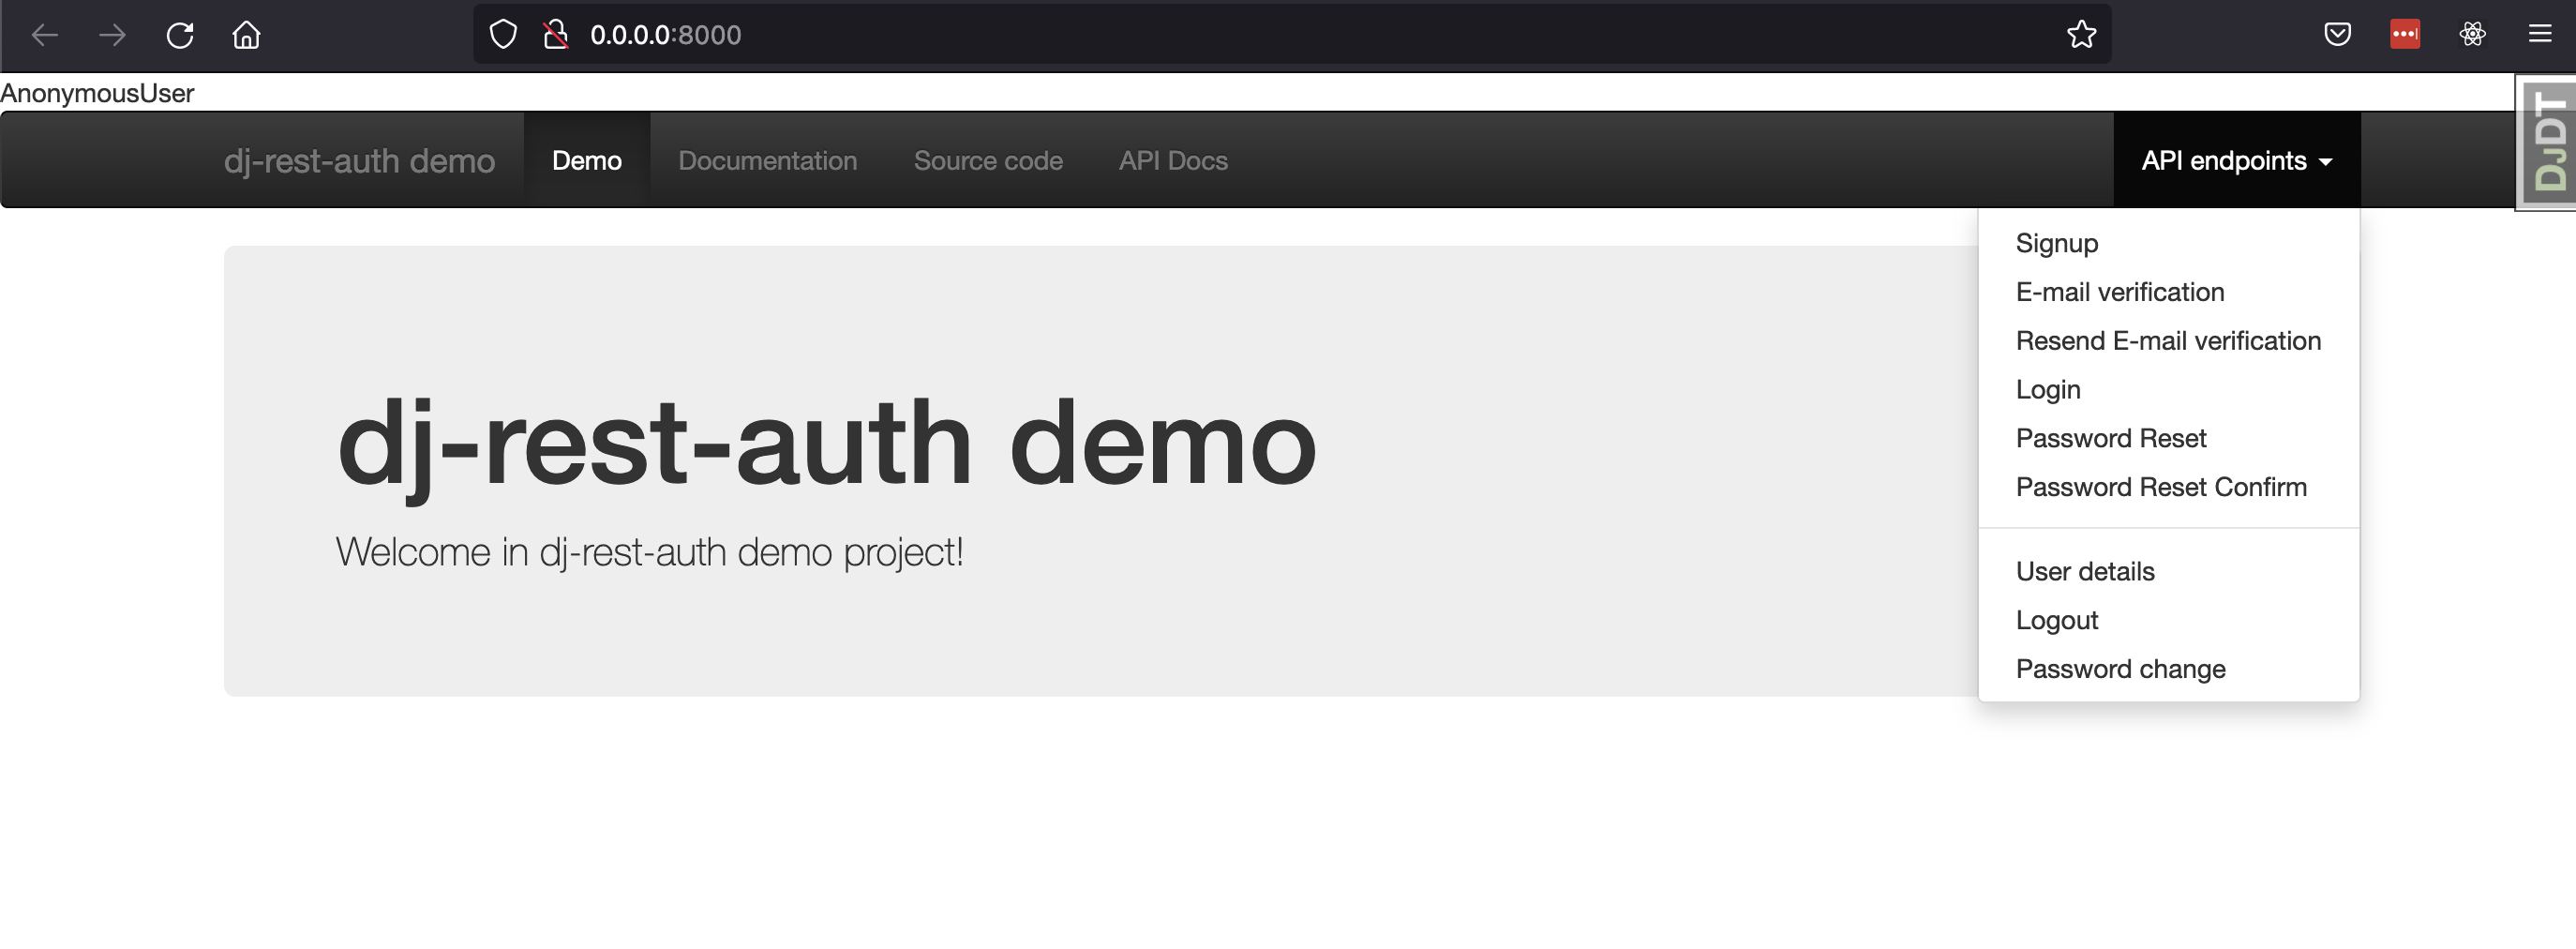 0.0.0.0:8000
AnonymousUser
dj-rest-auth demo Demo Documentation Source code API Docs API endpoints
DJDT
Signup
E-mail verification
Resend E-mail verification
Login
Password Reset
Password Reset Confirm
User details
Logout
Password change
dj-rest-auth demo
Welcome in dj-rest-auth demo project!